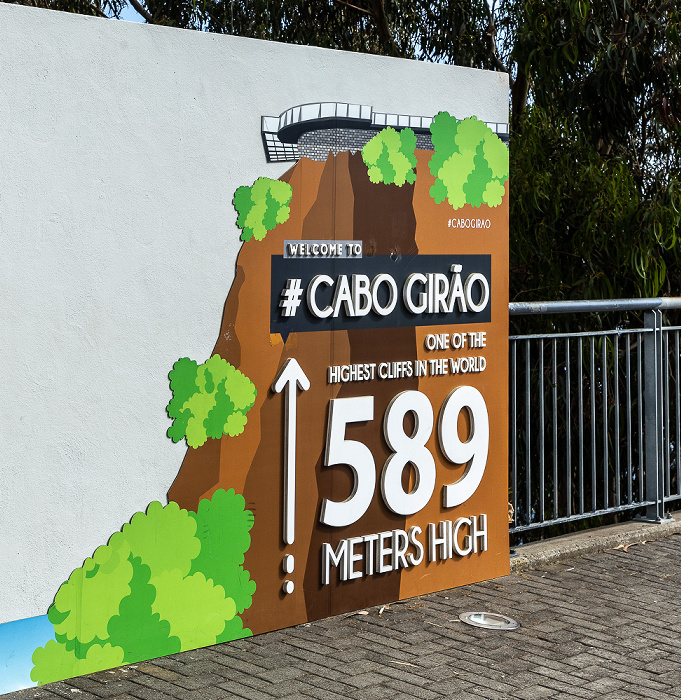 #CABOGIRAO
WELCOME TO
#CABO GIRÃO
ONE OF THE
HIGHEST CLIFFS IN THE WORLD
589
METERS HIGH